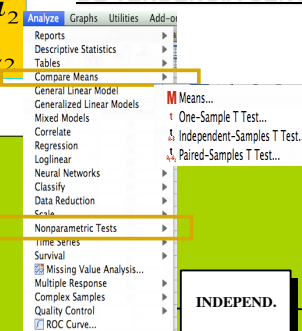 2
Analyze Graphs Utilities Add-o
Reports
Descriptive Statistics
Tables
Compare Means
General Linear Model
Generalized Linear Models
Mixed Models
Correlate
Regression
Loglinear
Neural Networks
Classify
Data Reduction
Scale
Nonparametric Tests
Time Series
Survival
Missing Value Analysis...
Multiple Response
Complex Samples
Quality Control
ROC Curve...
M Means...
t One-Sample T Test...
Independent-Samples T Test...
Paired-Samples T Test...
INDEPEND.